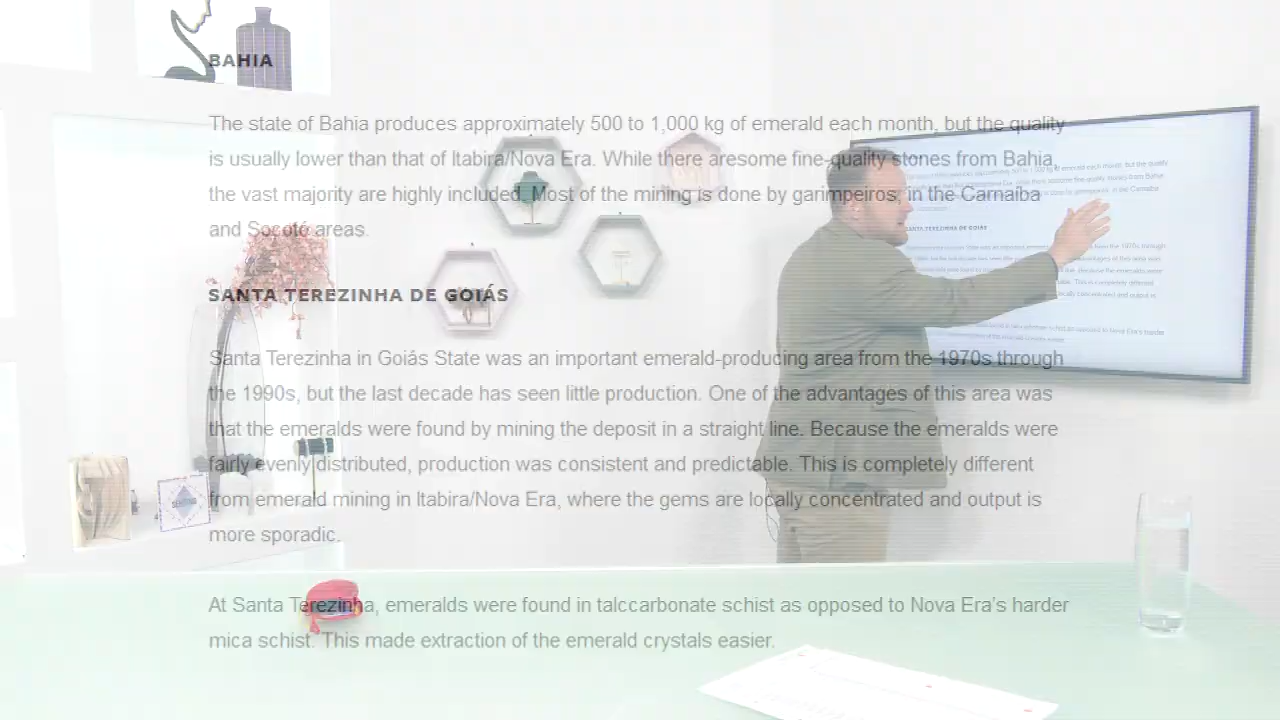 BAHIA
The state of Bahia produces approximately 500 to 1,000 kg of emerald each month, but the quality
is usually lower than that of Itabira/Nova Era. While there aresome fine-quality stones from Bahia,
the vast majority are highly included. Most of the mining is done by garimpeiros, in the Carnaiba
and Socotó areas.
SANTA TEREZINHA DE GOIÁS
Santa Terezinha in Goiás State was an important emerald-producing area from the 1970s through
the 1990s, but the last decade has seen little production. One of the advantages of this area was
that the emeralds were found by mining the deposit in a straight line. Because the emeralds were
fairly evenly distributed, production was consistent and predictable. This is completely different
from emerald mining in Itabira/Nova Era, where the gems are locally concentrated and output is
more sporadic.
At Santa Terezinha, emeralds were found in talccarbonate schist as opposed to Nova Era's harder
mica schist. This made extraction of the emerald crystals easier.